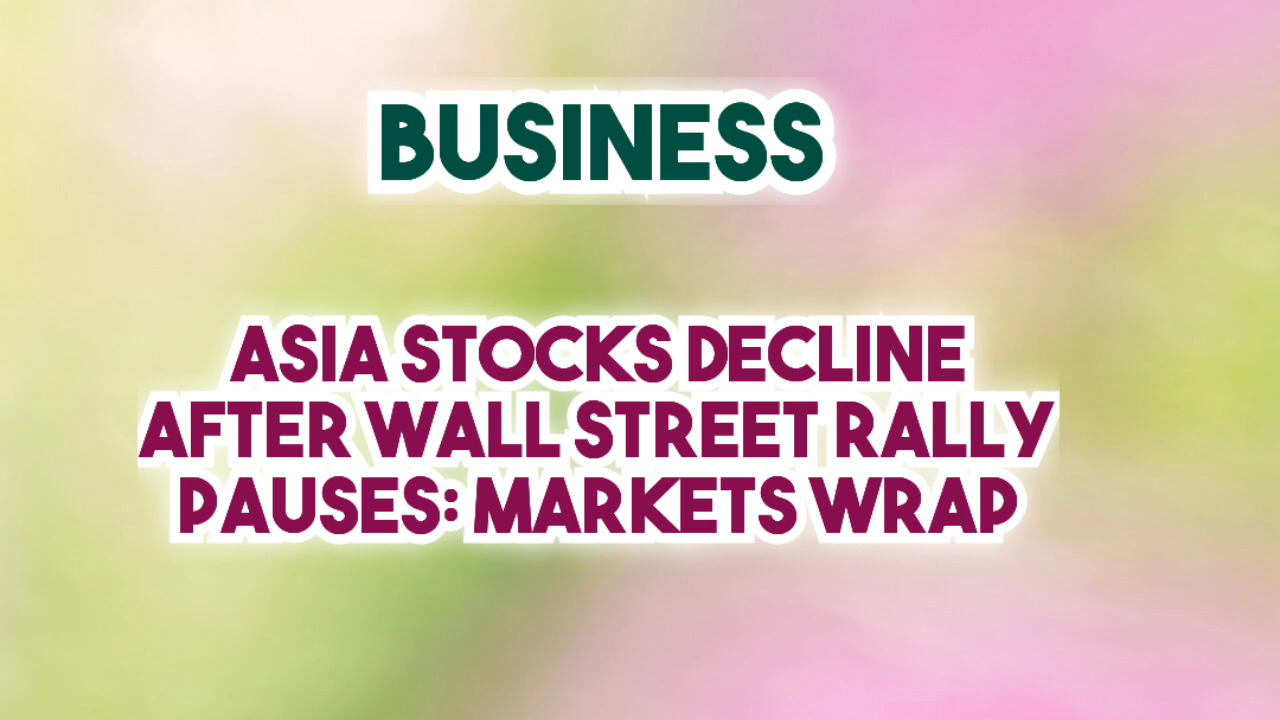 BUSINESS
ASIA STOCKS DECLINE
AFTER WALL STREET RALLY
PAUSES: MARKETS WRAP